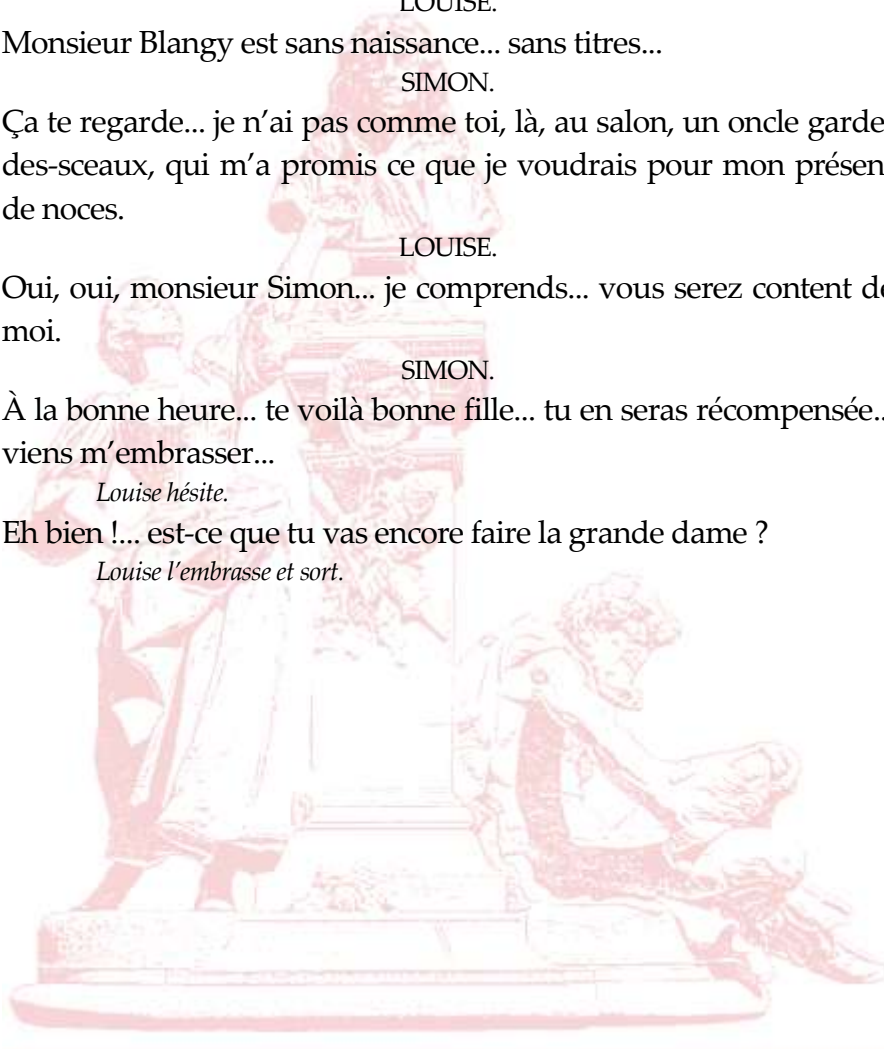 LOUISE.
Monsieur Blangy est sans naissance... sans titres...
SIMON.
Ça te regarde... je n’ai pas comme toi, là, au salon, un oncle garde
des-sceaux, qui m’a promis ce que je voudrais pour mon présen
de noces.
LOUISE.
Oui, oui, monsieur Simon... je comprends... vous serez content de
moi.
SIMON.
À la bonne heure... te voilà bonne fille... tu en seras récompensée..
viens m’embrasser...
Louise hésite.
Eh bien !... est-ce que tu vas encore faire la grande dame ?
Louise l’embrasse et sort.